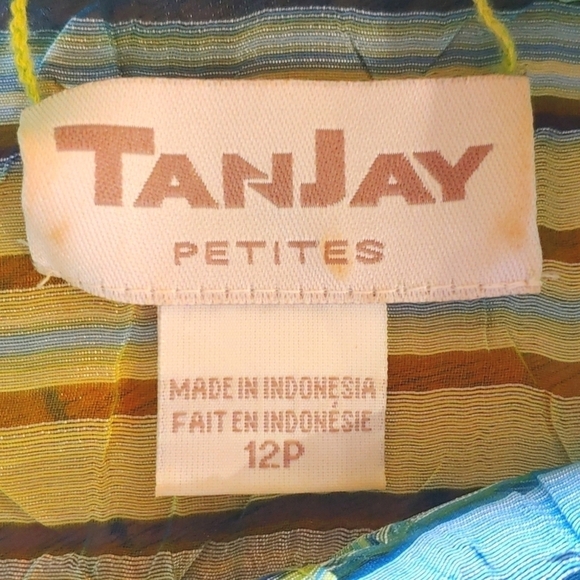 TANJAY
PETITES
MADE IN INDONESIA
FAIT EN INDONÉSIE
12P